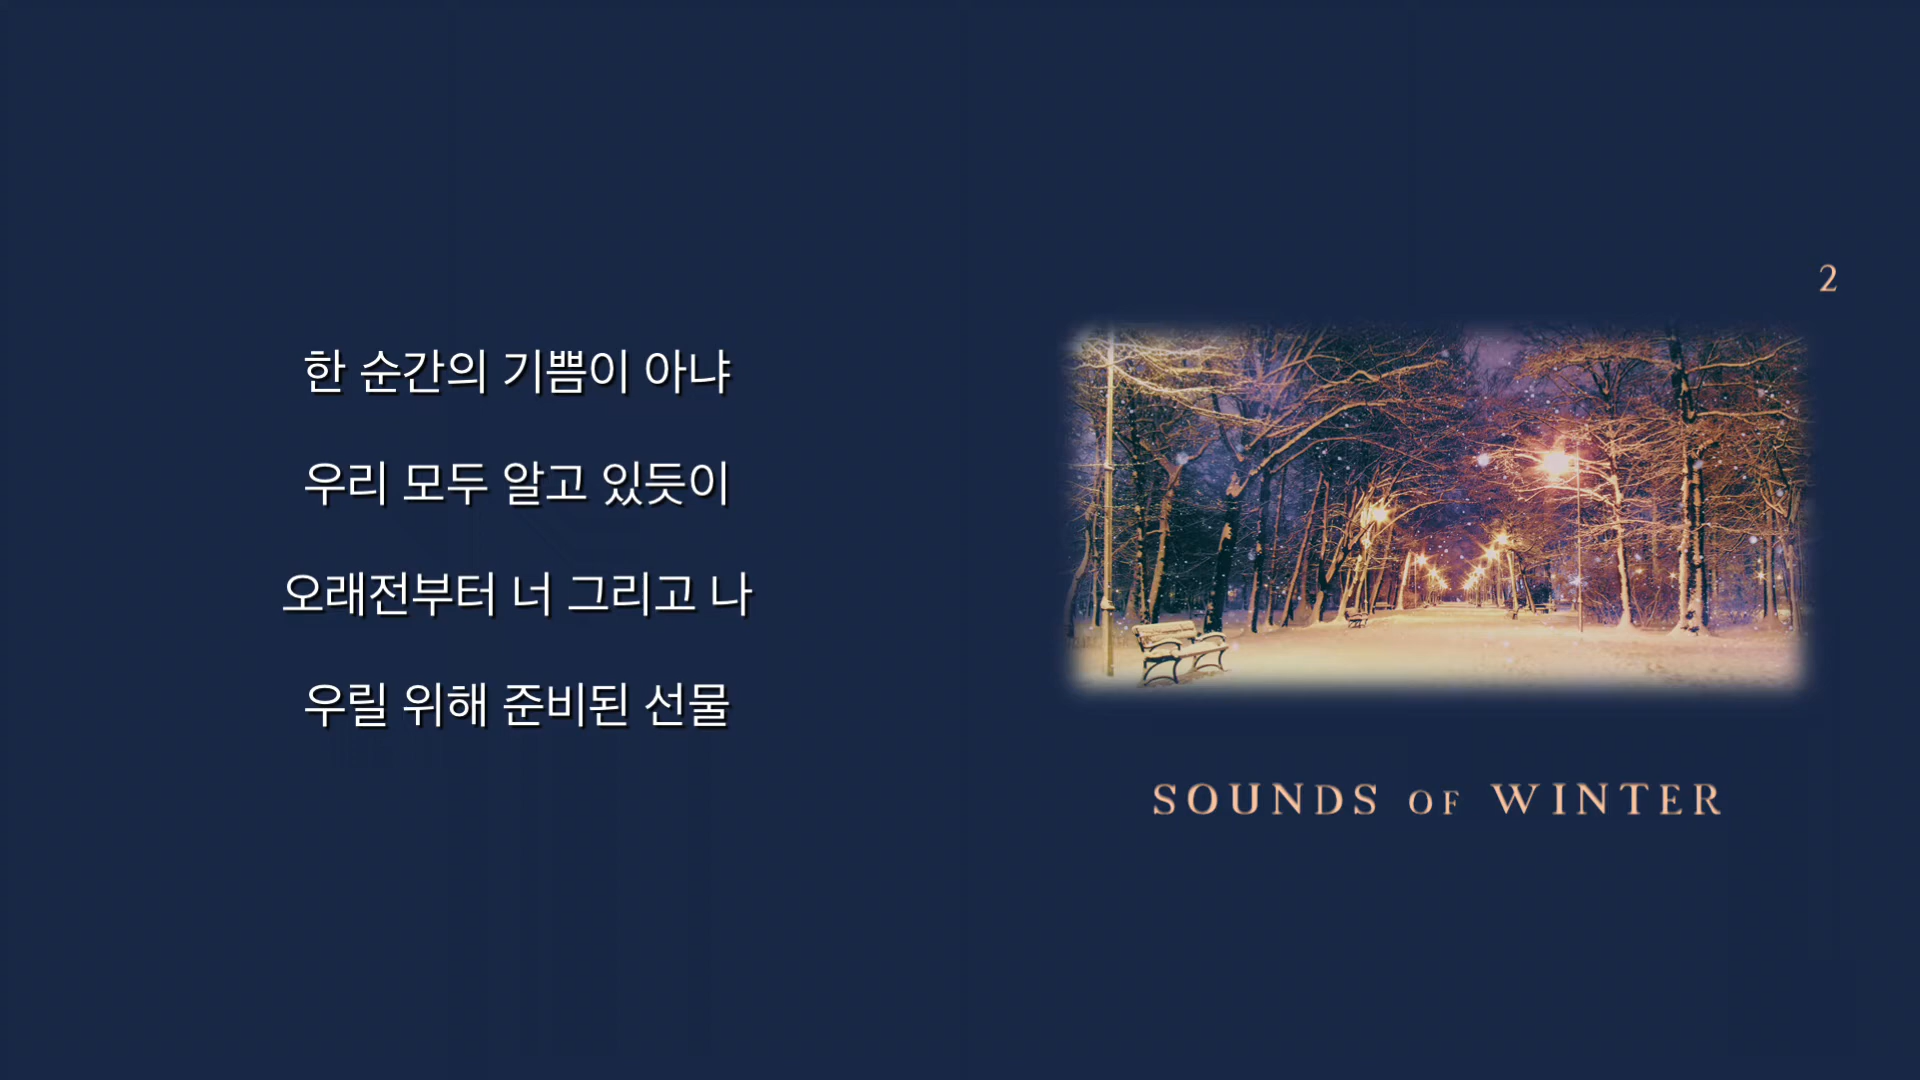 한 순간의 기쁨이 아냐
우리 모두 알고 있듯이
오래전부터 너 그리고 나
우릴 위해 준비된 선물
2
SOUNDS OF WINTER